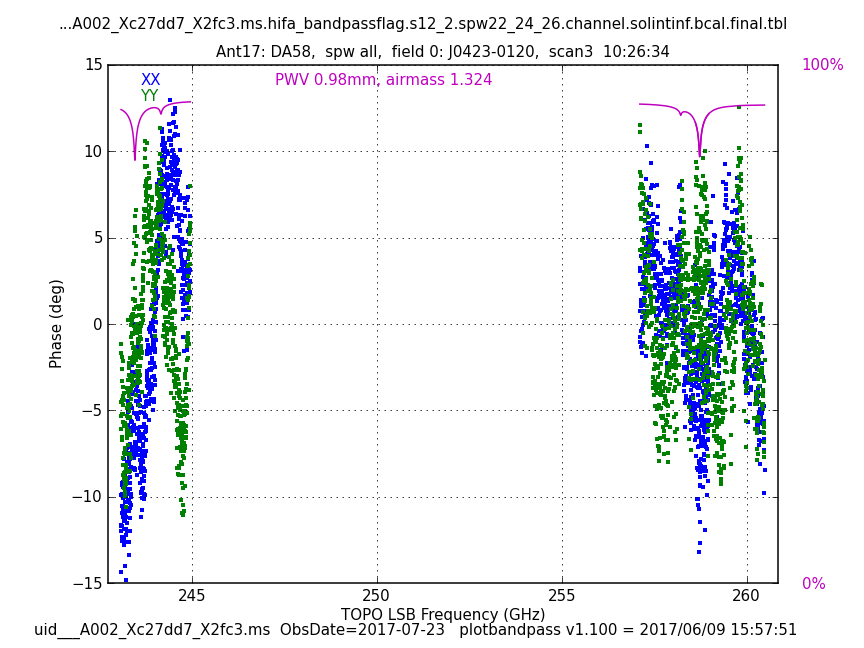 ...A002_Xc27dd7_X2fc3.ms.hifa_bandpassflag.s12_2.spw22_24_26.channel.solintinf.bcal.final.tbl
Ant17: DA58,  spw all,  field 0: J0423-0120,  scan3  10:26:34
15
XX
YY
PWV 0.98mm, airmass 1.324
100%
10
5
0
−5
−10
−15
Phase (deg)
0%
245
250
255
260
TOPO LSB Frequency (GHz)
uid___A002_Xc27dd7_X2fc3.ms  ObsDate=2017-07-23   plotbandpass v1.100 = 2017/06/09 15:57:51